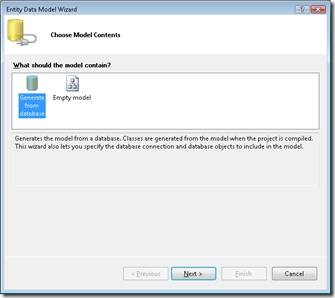 Entity Data Model Wizard
Choose Model Contents
What should the model contain?
Generate from database
Empty model
Generates the model from a database. Classes are generated from the model when the project is compiled.
This wizard also lets you specify the database connection and database objects to include in the model.
< Previous
Next >
Finish
Cancel